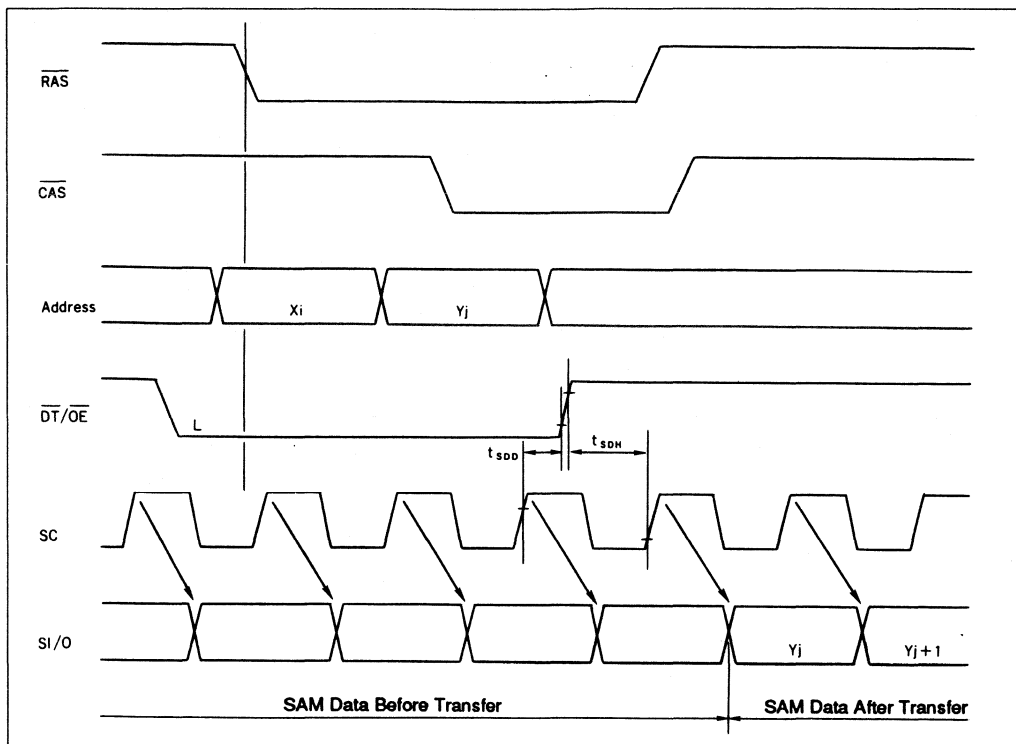 RAS
CAS
Address
Xi
Yj
DT/OE
L
tSDD
tSDH
SC
SI/O
Yj
Yj+1
SAM Data Before Transfer
SAM Data After Transfer